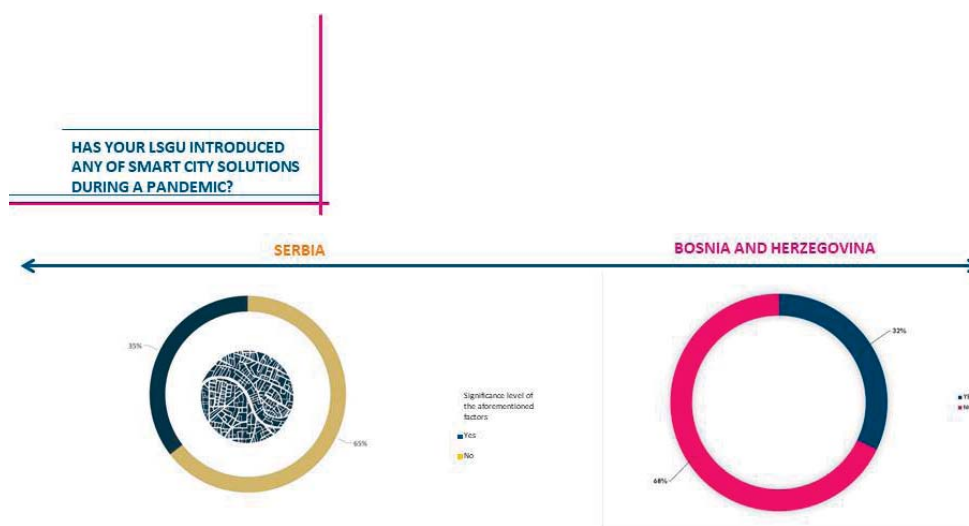 HAS YOUR LSGU INTRODUCED
ANY OF SMART CITY SOLUTIONS
DURING A PANDEMIC?
SERBIA
BOSNIA AND HERZEGOVINA
35%
65%
Significance level of
the aforementioned
factors
Yes
No
32%
68%